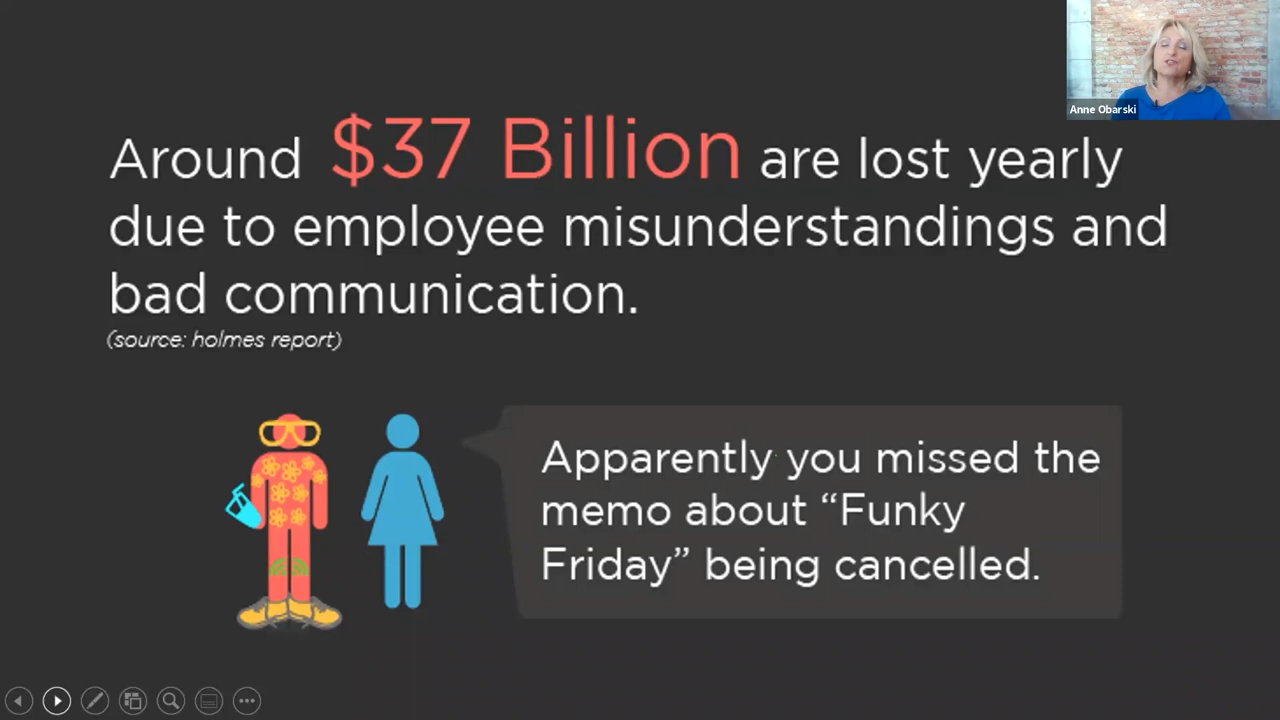 Anne Obarski
Around $37 Billion are lost yearly
due to employee misunderstandings and
bad communication.
(source: holmes report)
Apparently you missed the
memo about “Funky
Friday” being cancelled.